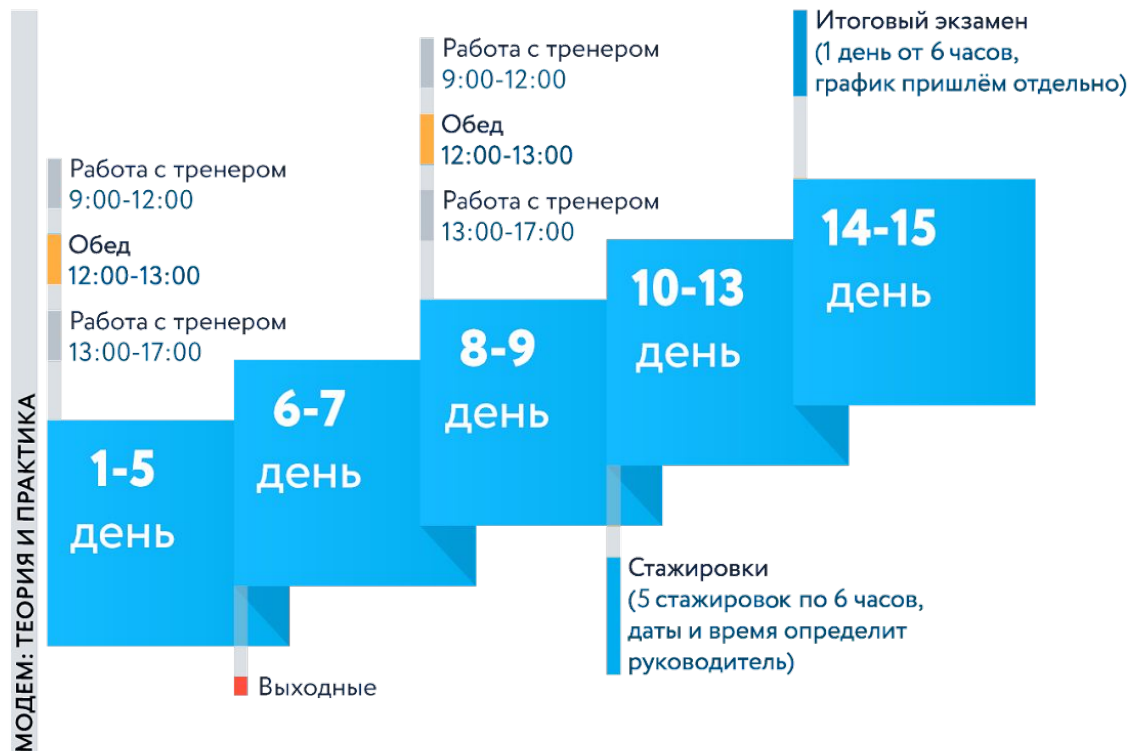 МОДЕМ: ТЕОРИЯ И ПРАКТИКА
Работа с тренером
9:00-12:00
Обед
12:00-13:00
Работа с тренером
13:00-17:00
1-5
день
6-7
день
Выходные
Работа с тренером
9:00-12:00
Обед
12:00-13:00
Работа с тренером
13:00-17:00
8-9
день
10-13
день
Стажировки
(5 стажировок по 6 часов,
даты и время определит
руководитель)
Итоговый экзамен
(1 день от 6 часов,
график пришлём отдельно)
14-15
день